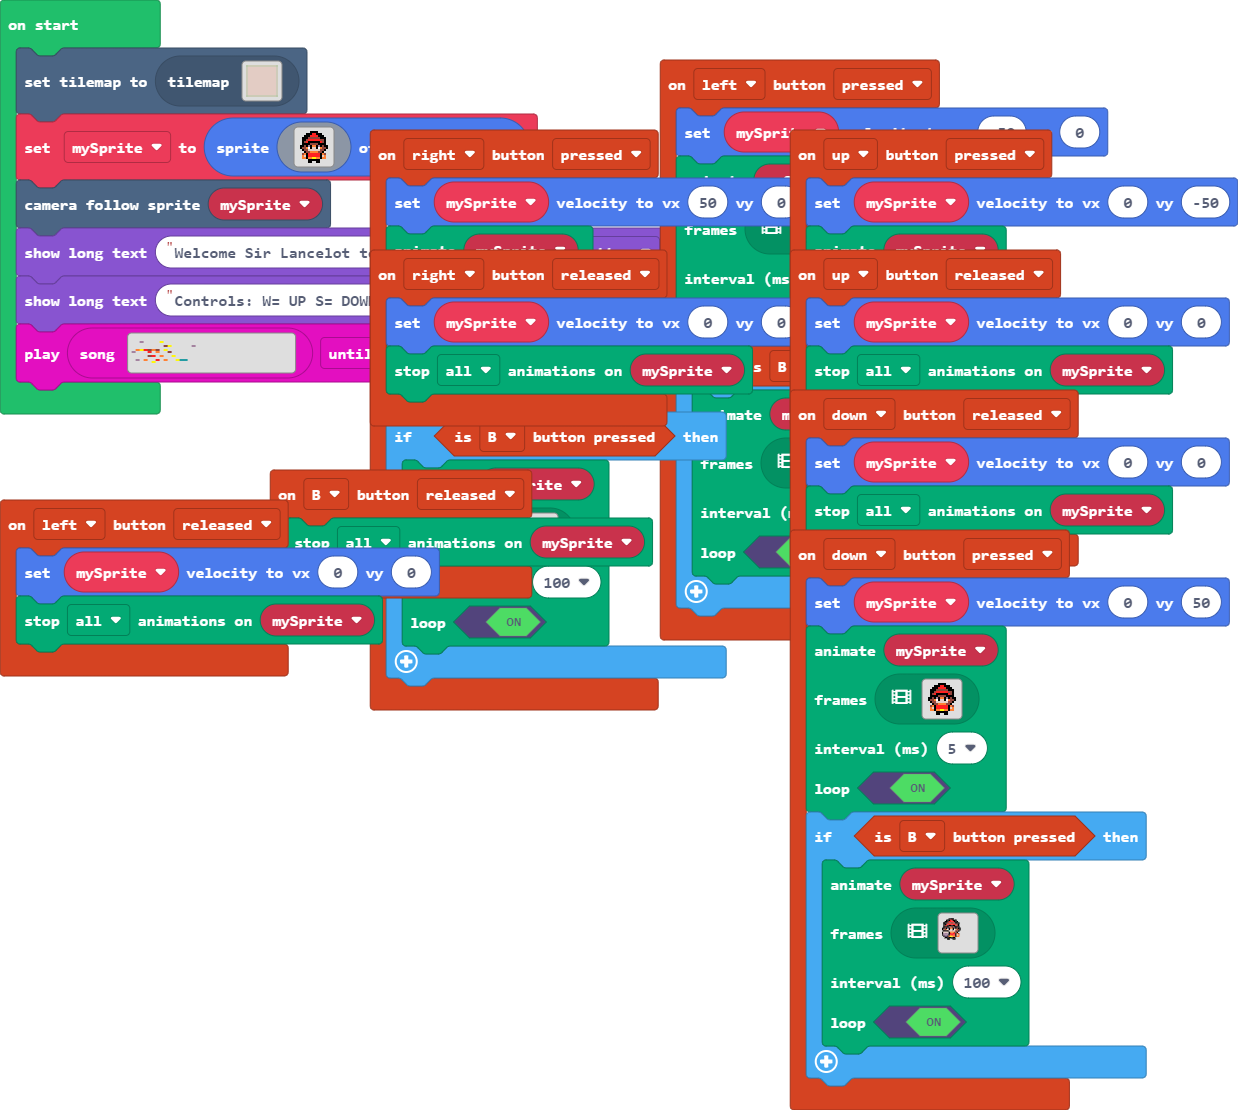 on start
set tilemap to tilemap
set mySprite to sprite
camera follow sprite mySprite
show long text "Welcome Sir Lancelot
show long text "Controls: W= UP S=
play song
on left button pressed
set 0
frames
interval
animate
frames
interval
loop
on right button pressed
set mySprite velocity to vx 50 vy 0
on right button released
set mySprite velocity to vx 0 vy 0
stop all animations on mySprite
if is B button pressed then
100
loop ON
on B button released
stop all animations on mySprite
on left button released
set mySprite velocity to vx 0 vy 0
stop all animations on mySprite
on up button pressed
set mySprite velocity to vx 0 vy -50
on up button released
set mySprite velocity to vx 0 vy 0
stop all animations on mySprite
on down button released
set mySprite velocity to vx 0 vy 0
stop all animations on mySprite
on down button pressed
set mySprite velocity to vx 0 vy 50
animate mySprite
frames
interval (ms) 5
loop ON
if is B button pressed then
animate mySprite
frames
interval (ms) 100
loop ON